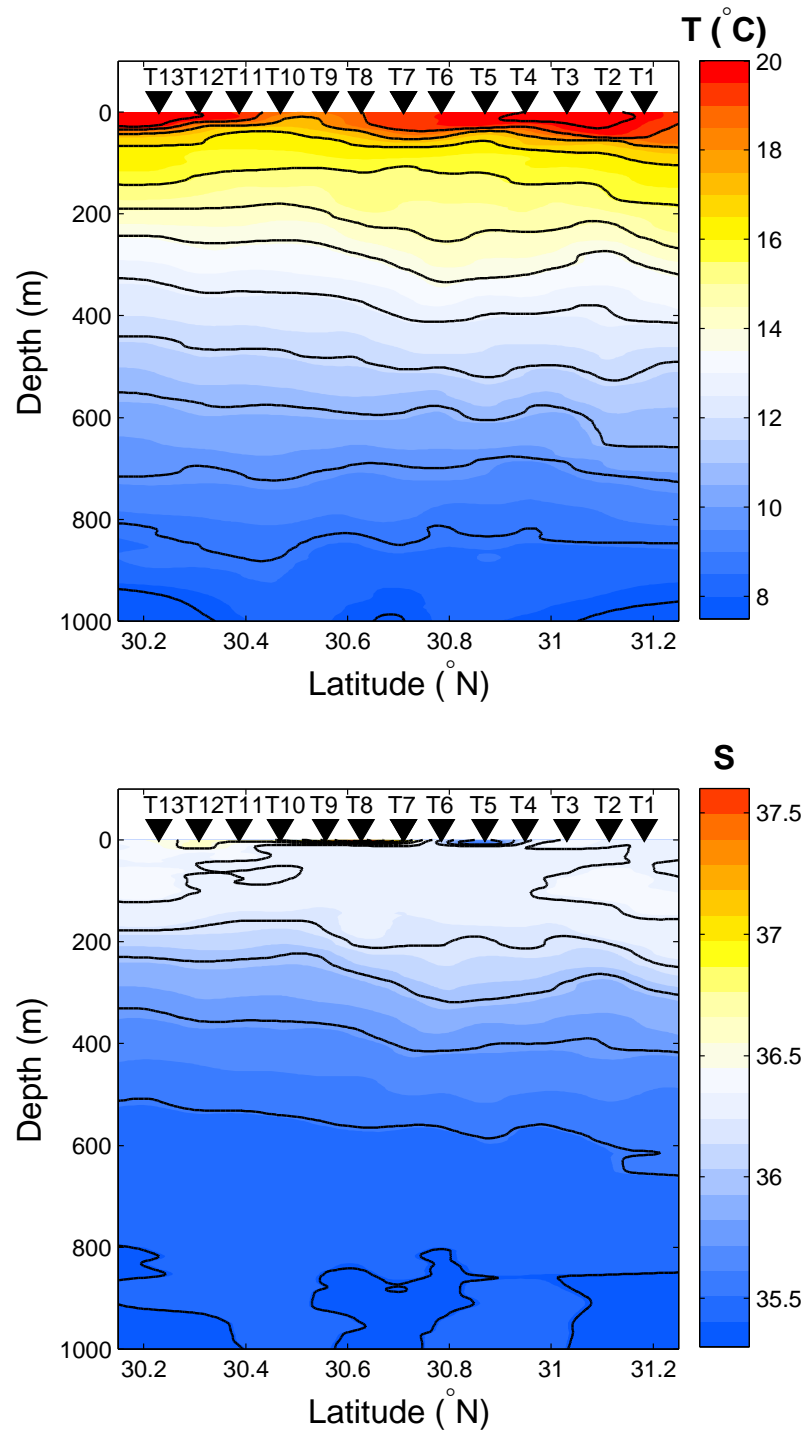 T (°C)
T13 T12 T11 T10 T9 T8 T7 T6 T5 T4 T3 T2 T1
0
200
400
600
800
1000
Depth (m)
30.2 30.4 30.6 30.8 31 31.2
Latitude (°N)
20
18
16
14
12
10
8
S
T13 T12 T11 T10 T9 T8 T7 T6 T5 T4 T3 T2 T1
0
200
400
600
800
1000
Depth (m)
30.2 30.4 30.6 30.8 31 31.2
Latitude (°N)
37.5
37
36.5
36
35.5